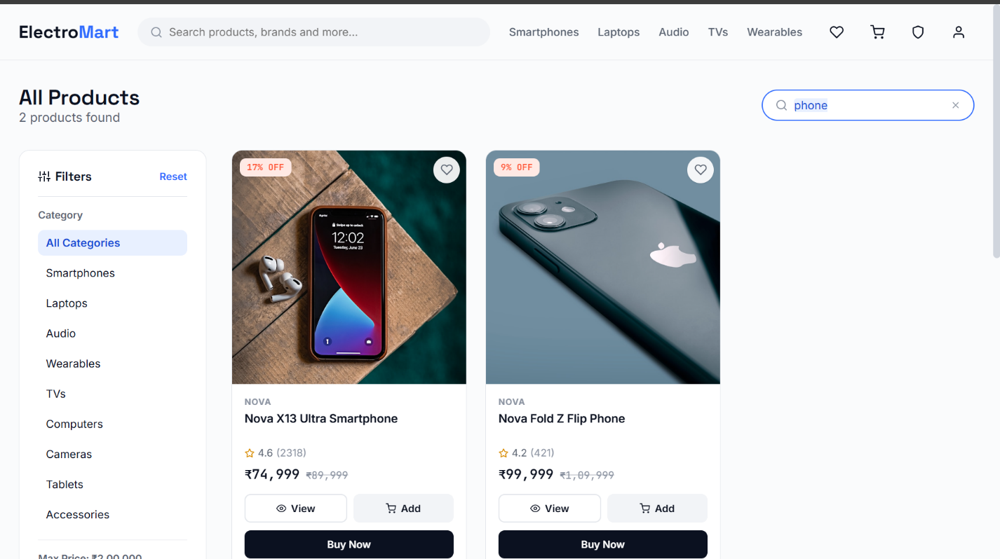 ElectroMart
Search products, brands and more...
Smartphones
Laptops
Audio
TVs
Wearables
All Products
2 products found
phone
Filters
Reset
Category
All Categories
Smartphones
Laptops
Audio
Wearables
TVs
Computers
Cameras
Tablets
Accessories
Max Price: ₹2,00,000
17% OFF
Swipe up to unlock
12:02
Tuesday, June 23
NOVA
Nova X13 Ultra Smartphone
4.6 (2318)
₹74,999 ₹89,999
View
Add
Buy Now
9% OFF
NOVA
Nova Fold Z Flip Phone
4.2 (421)
₹99,999 ₹1,09,999
View
Add
Buy Now